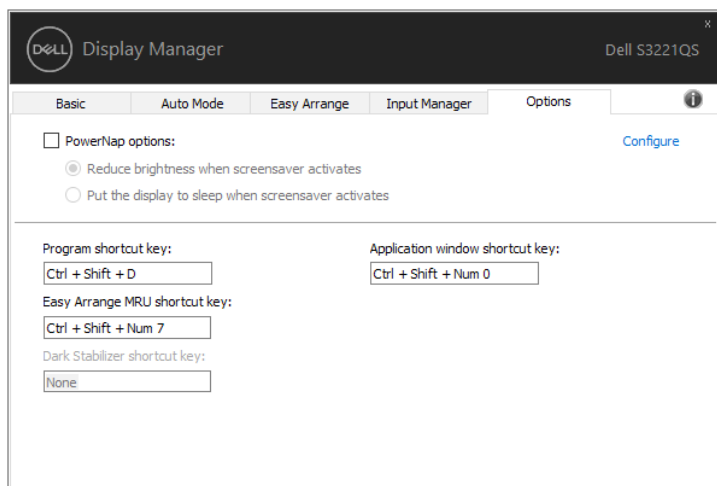 DELL Display Manager Dell S3221QS
x
Basic Auto Mode Easy Arrange Input Manager Options i
PowerNap options: Configure
Reduce brightness when screensaver activates
Put the display to sleep when screensaver activates
Program shortcut key: Application window shortcut key:
Ctrl + Shift + D Ctrl + Shift + Num 0
Easy Arrange MRU shortcut key:
Ctrl + Shift + Num 7
Dark Stabilizer shortcut key:
None